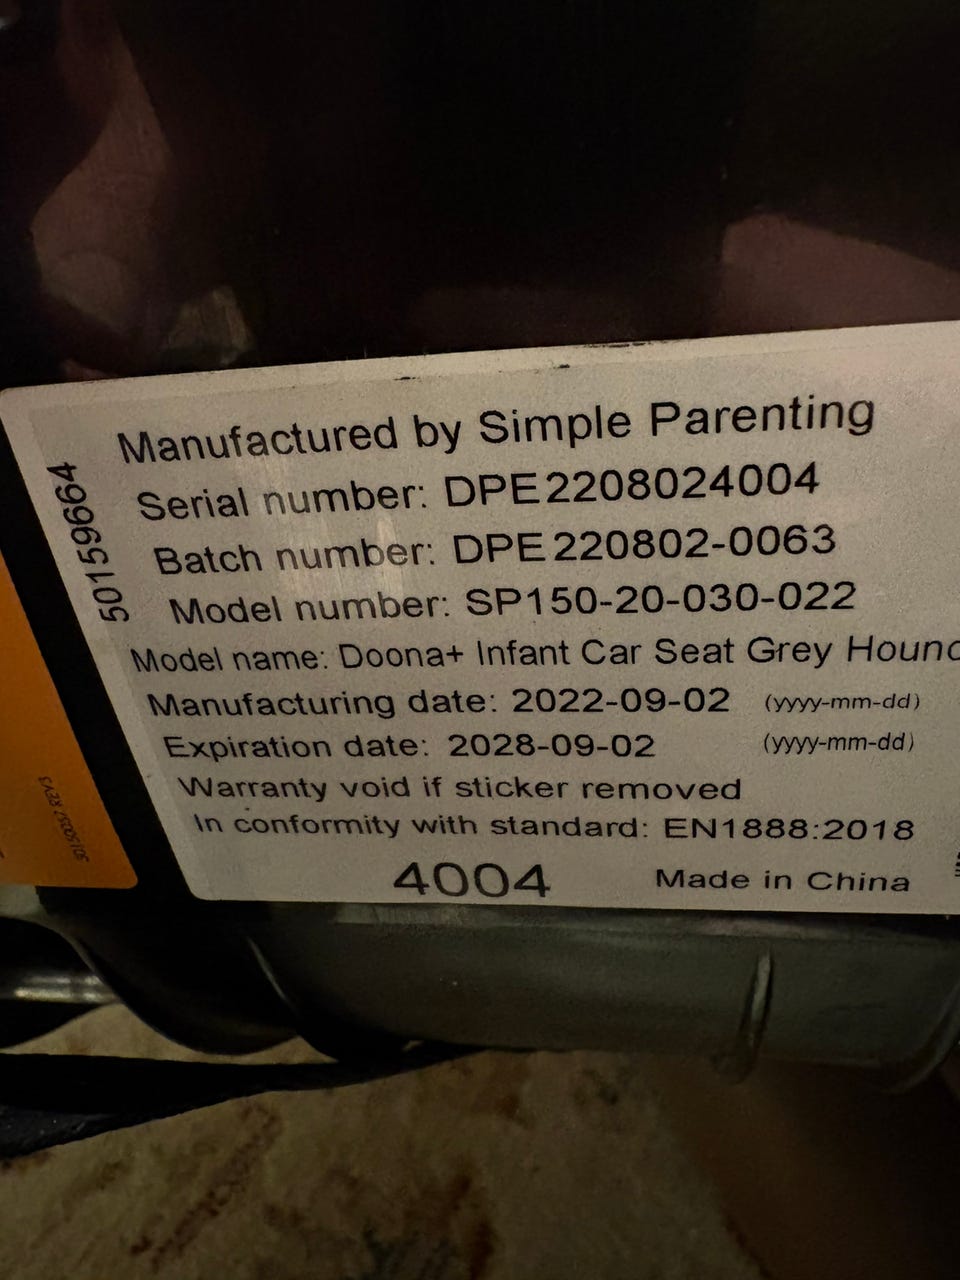 Manufactured by Simple Parenting
Serial number: DPE2208024004
Batch number: DPE220802-0063
Model number: SP150-20-030-022
Model name: Doona+ Infant Car Seat Grey Hound
Manufacturing date: 2022-09-02 (yyyy-mm-dd)
Expiration date: 2028-09-02 (yyyy-mm-dd)
Warranty void if sticker removed
In conformity with standard: EN1888:2018
4004 Made in China
50159664